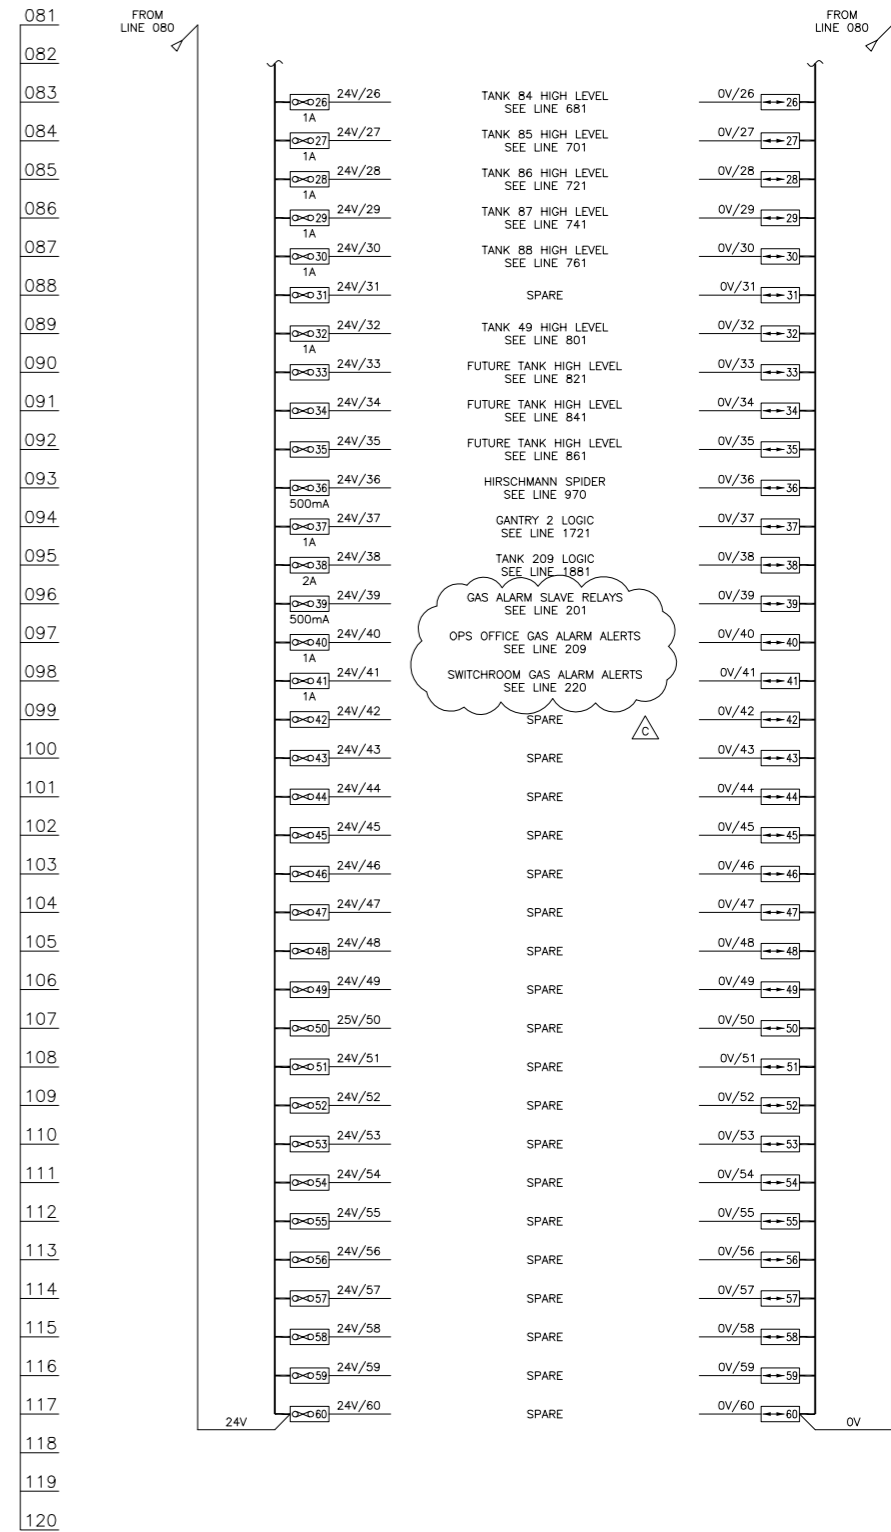 081 FROM FROM
LINE 080 LINE 080
082
083 26 24V/26 TANK 84 HIGH LEVEL 0V/26 26
1A SEE LINE 681
084 27 24V/27 TANK 85 HIGH LEVEL 0V/27 27
1A SEE LINE 701
085 28 24V/28 TANK 86 HIGH LEVEL 0V/28 28
1A SEE LINE 721
086 29 24V/29 TANK 87 HIGH LEVEL 0V/29 29
1A SEE LINE 741
087 30 24V/30 TANK 88 HIGH LEVEL 0V/30 30
1A SEE LINE 761
088 31 24V/31 SPARE 0V/31 31
089 32 24V/32 TANK 49 HIGH LEVEL 0V/32 32
1A SEE LINE 801
090 33 24V/33 FUTURE TANK HIGH LEVEL 0V/33 33
SEE LINE 821
091 34 24V/34 FUTURE TANK HIGH LEVEL 0V/34 34
SEE LINE 841
092 35 24V/35 FUTURE TANK HIGH LEVEL 0V/35 35
SEE LINE 861
093 36 24V/36 HIRSCHMANN SPIDER 0V/36 36
500mA SEE LINE 970
094 37 24V/37 GANTRY 2 LOGIC 0V/37 37
1A SEE LINE 1721
095 38 24V/38 TANK 209 LOGIC 0V/38 38
2A SEE LINE 1881
096 39 24V/39 GAS ALARM SLAVE RELAYS 0V/39 39
500mA SEE LINE 201
097 40 24V/40 OPS OFFICE GAS ALARM ALERTS 0V/40 40
1A SEE LINE 209
098 41 24V/41 SWITCHROOM GAS ALARM ALERTS 0V/41 41
1A SEE LINE 220
099 42 24V/42 SPARE 0V/42 42
C
100 43 24V/43 SPARE 0V/43 43
101 44 24V/44 SPARE 0V/44 44
102 45 24V/45 SPARE 0V/45 45
103 46 24V/46 SPARE 0V/46 46
104 47 24V/47 SPARE 0V/47 47
105 48 24V/48 SPARE 0V/48 48
106 49 24V/49 SPARE 0V/49 49
107 50 25V/50 SPARE 0V/50 50
108 51 24V/51 SPARE 0V/51 51
109 52 24V/52 SPARE 0V/52 52
110 53 24V/53 SPARE 0V/53 53
111 54 24V/54 SPARE 0V/54 54
112 55 24V/55 SPARE 0V/55 55
113 56 24V/56 SPARE 0V/56 56
114 57 24V/57 SPARE 0V/57 57
115 58 24V/58 SPARE 0V/58 58
116 59 24V/59 SPARE 0V/59 59
117 60 24V/60 SPARE 0V/60 60
24V 0V
118
119
120